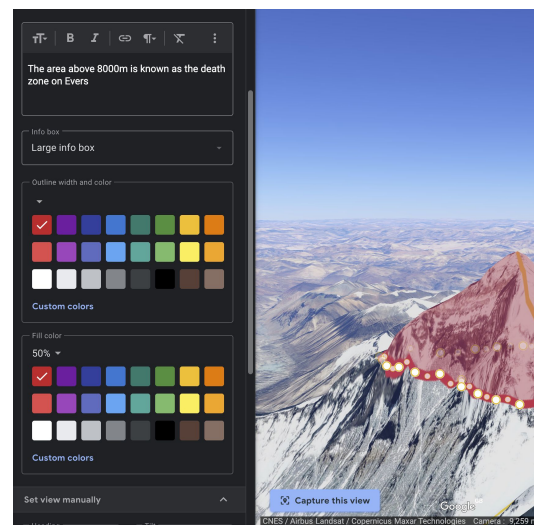 B I
The area above 8000m is known as the death
zone on Evers
Info box
Large info box
Outline width and color
Custom colors
Fill color
50%
Custom colors
Set view manually
Capture this view
Google
CNES / Airbus Landsat / Copernicus Maxar Technologies Camera: 9,259